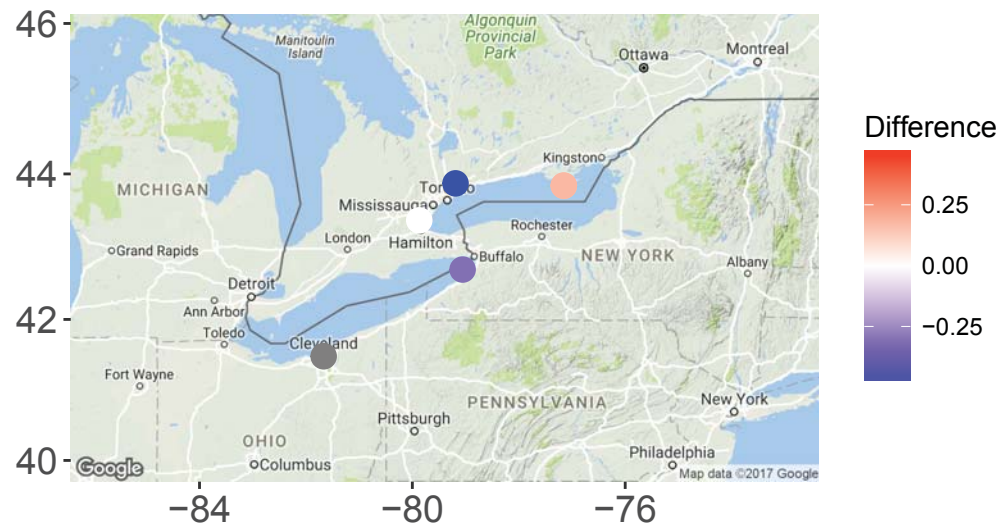 46
44
42
40
−84
−80
−76
Manitoulin
Island
Algonquin
Provincial
Park
Ottawa
Montreal
Kingston
MICHIGAN
Toronto
Mississauga
Hamilton
London
Grand Rapids
Rochester
Buffalo
NEW YORK
Albany
Detroit
Ann Arbor
Toledo
Cleveland
Fort Wayne
PENNSYLVANIA
New York
Pittsburgh
OHIO
Columbus
Philadelphia
Google
Map data ©2017 Google
Difference
0.25
0.00
−0.25